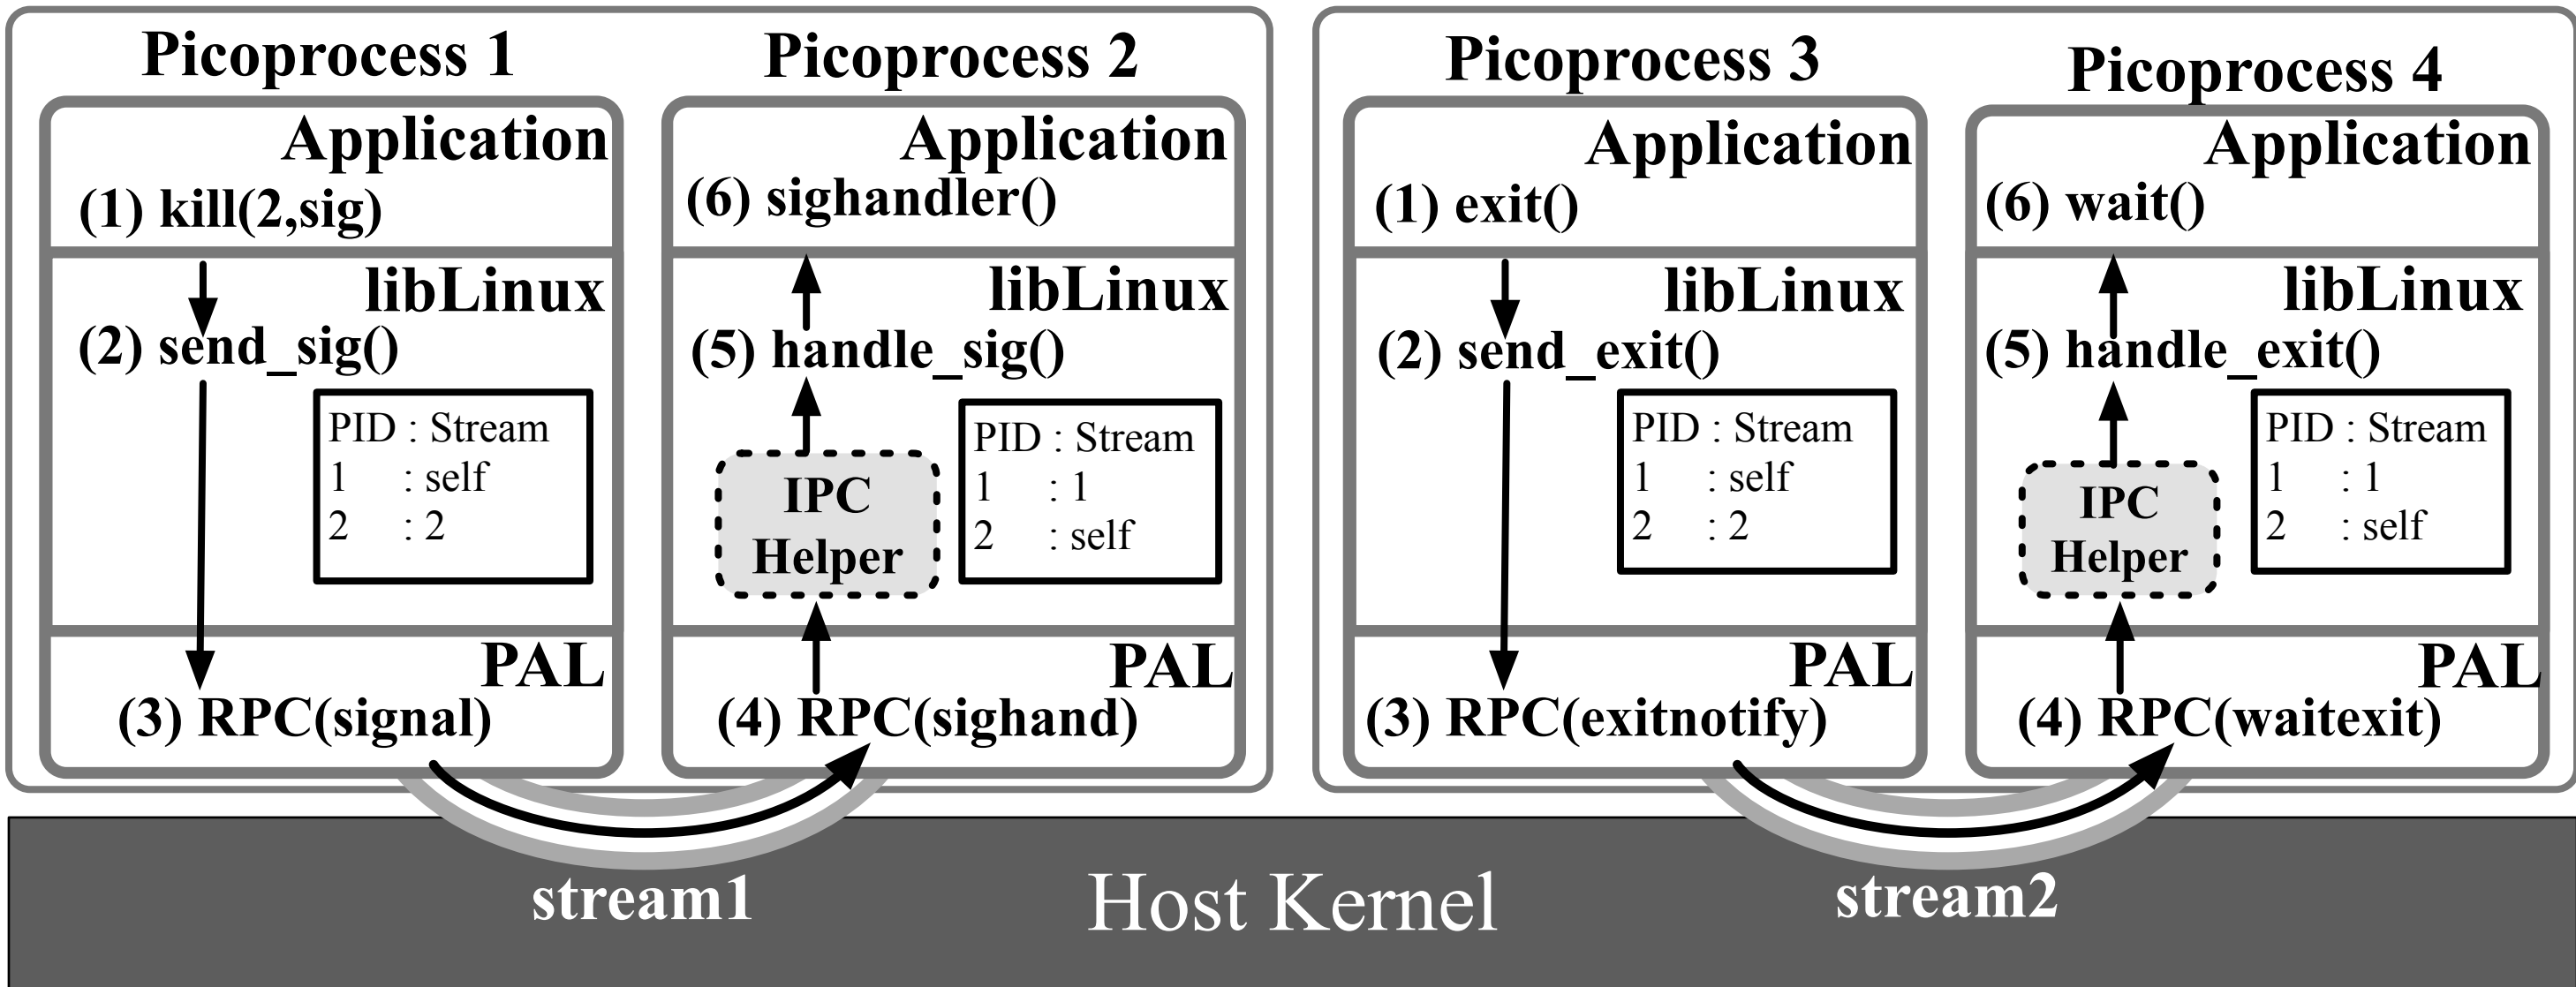 Picoprocess 1
Application
(1) kill(2,sig)
libLinux
(2) send_sig()
PID : Stream
1 : self
2 : 2
PAL
(3) RPC(signal)
Picoprocess 2
Application
(6) sighandler()
libLinux
(5) handle_sig()
IPC
Helper
PID : Stream
1 : 1
2 : self
PAL
(4) RPC(sighand)
Picoprocess 3
Application
(1) exit()
libLinux
(2) send_exit()
PID : Stream
1 : self
2 : 2
PAL
(3) RPC(exitnotify)
Picoprocess 4
Application
(6) wait()
libLinux
(5) handle_exit()
IPC
Helper
PID : Stream
1 : 1
2 : self
PAL
(4) RPC(waitexit)
stream1
Host Kernel
stream2